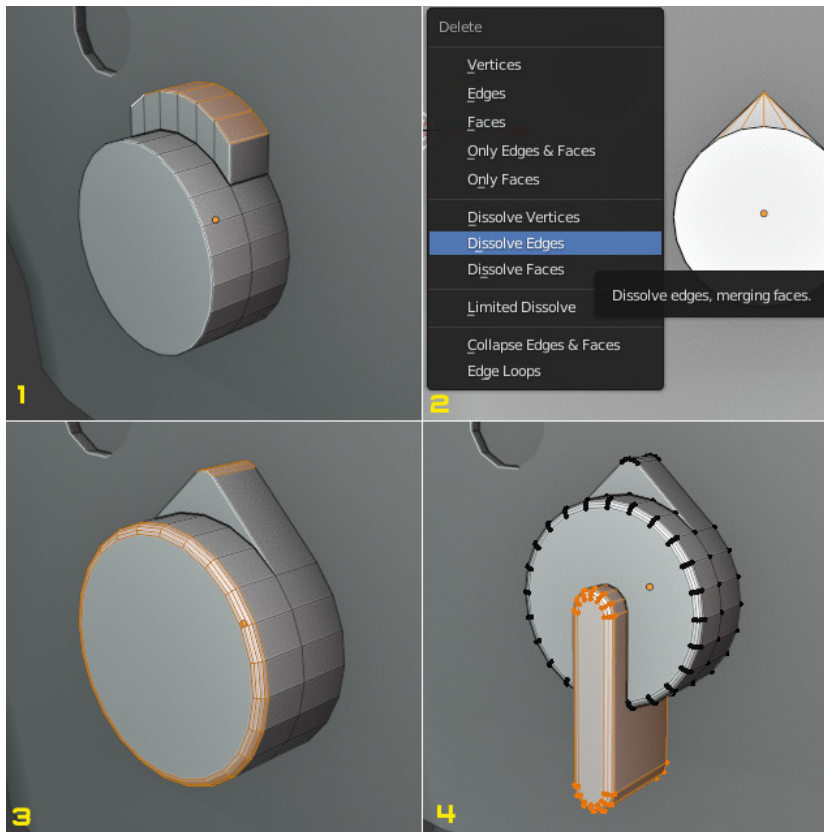 Delete
Vertices
Edges
Faces
Only Edges & Faces
Only Faces
Dissolve Vertices
Dissolve Edges
Dissolve Faces
Dissolve edges, merging faces.
Limited Dissolve
Collapse Edges & Faces
Edge Loops
1
2
3
4